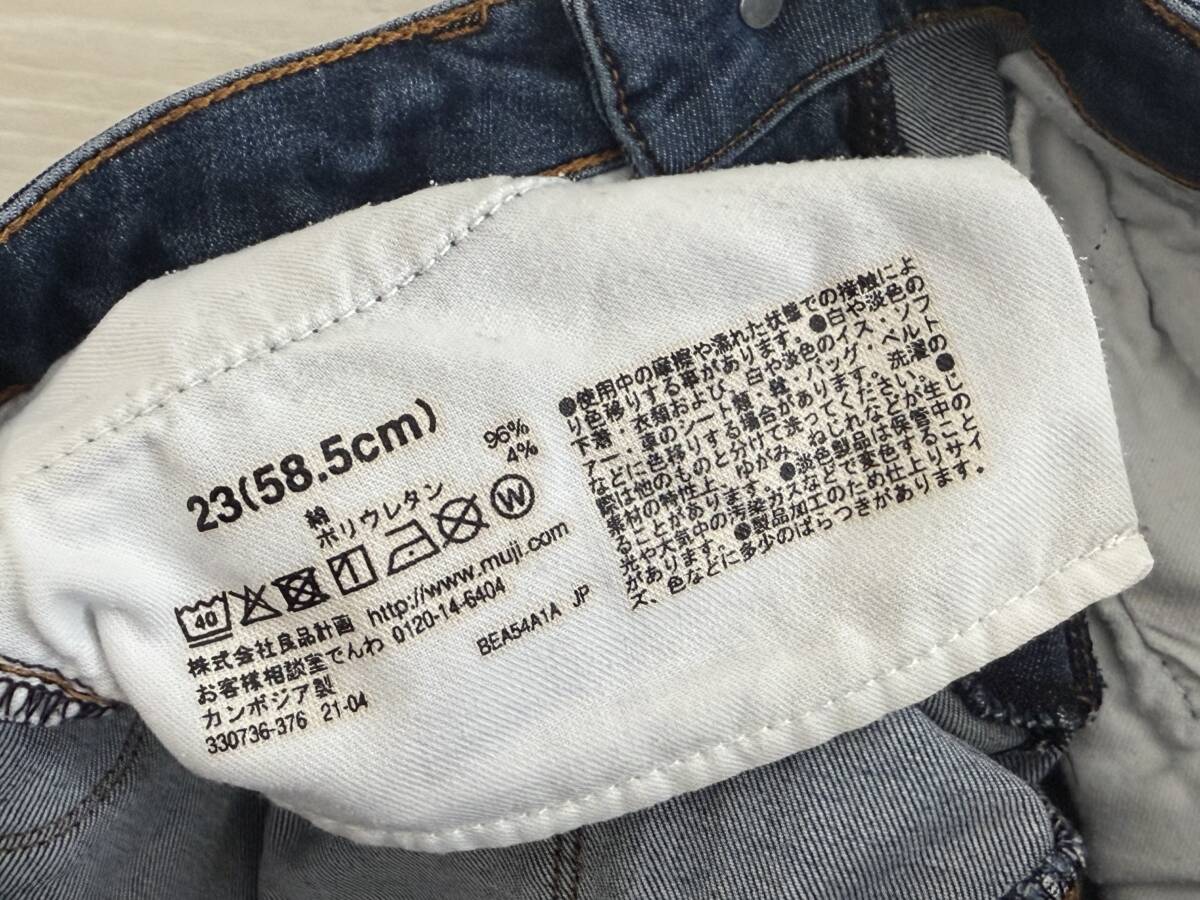 23(58.5cm)
綿 96%
ポリウレタン 4%
40 W
株式会社良品計画 http://www.muji.com
お客様相談室でんわ 0120-14-6404
カンボジア製
330736-376 21-04
BEA54A1A JP
●使用中の摩擦や濡れた状態での接触によ
り色移りする事があります。●白や淡色の
下着・衣類および、白や淡色のイス・ソフ
ァー・車のシート類、靴・バッグ・ベルト
などに色移りする場合があります。洗濯の
際は他のものと分けて洗ってください。●
素材の特性上、ゆがみ、ねじれなどが生じ
ることがあります。●淡色製品は保管中の
光や大気中の汚染ガスなどで変色すること
があります。●製品加工のため仕上りサイ
ズ、色などに多少のばらつきがあります。